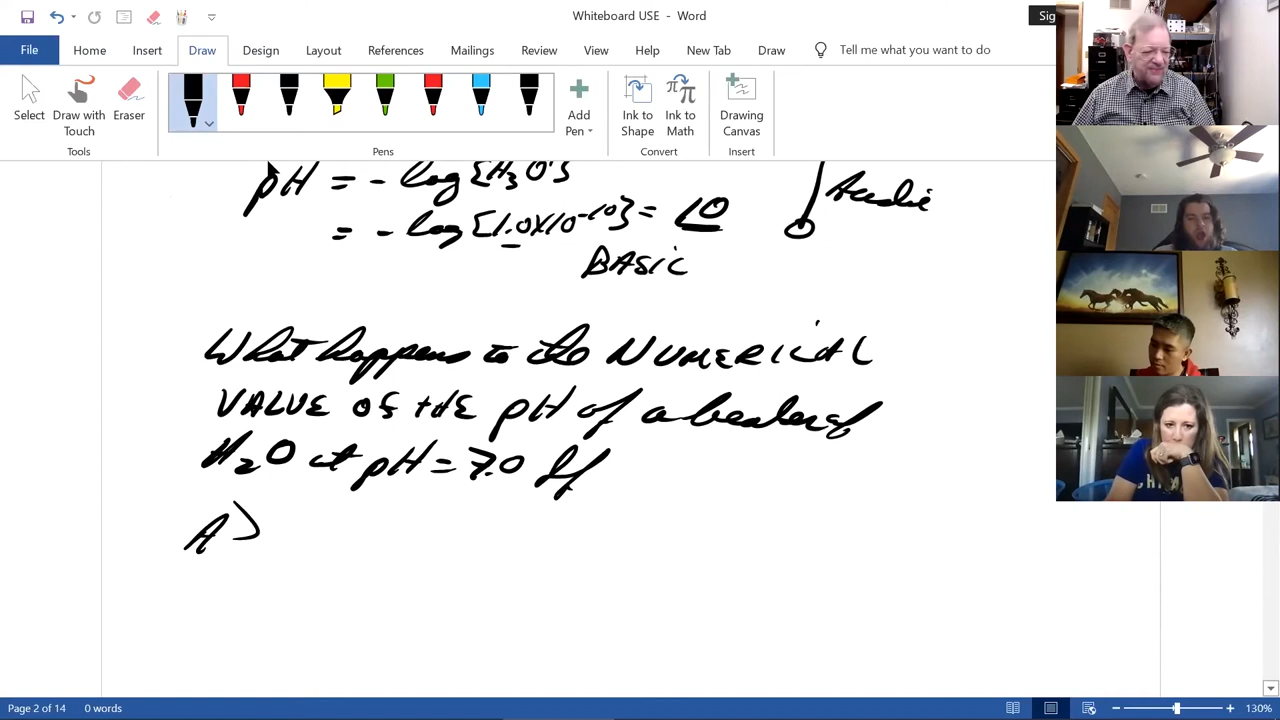 Whiteboard USE - Word
Sig
File Home Insert Draw Design Layout References Mailings Review View Help New Tab Draw Tell me what you want to do
Select Draw with Touch Eraser Add Pen Ink to Shape Ink to Math Drawing Canvas
Tools Pens Convert Insert
pH = - log [H3O+]
= - log [1.0X10-10] = 10
Acidic
BASIC
What happens to the NUMERICAL
VALUE OF THE pH of a beaker of
H2O at pH = 7.0 If
A>
Page 2 of 14 0 words 130%